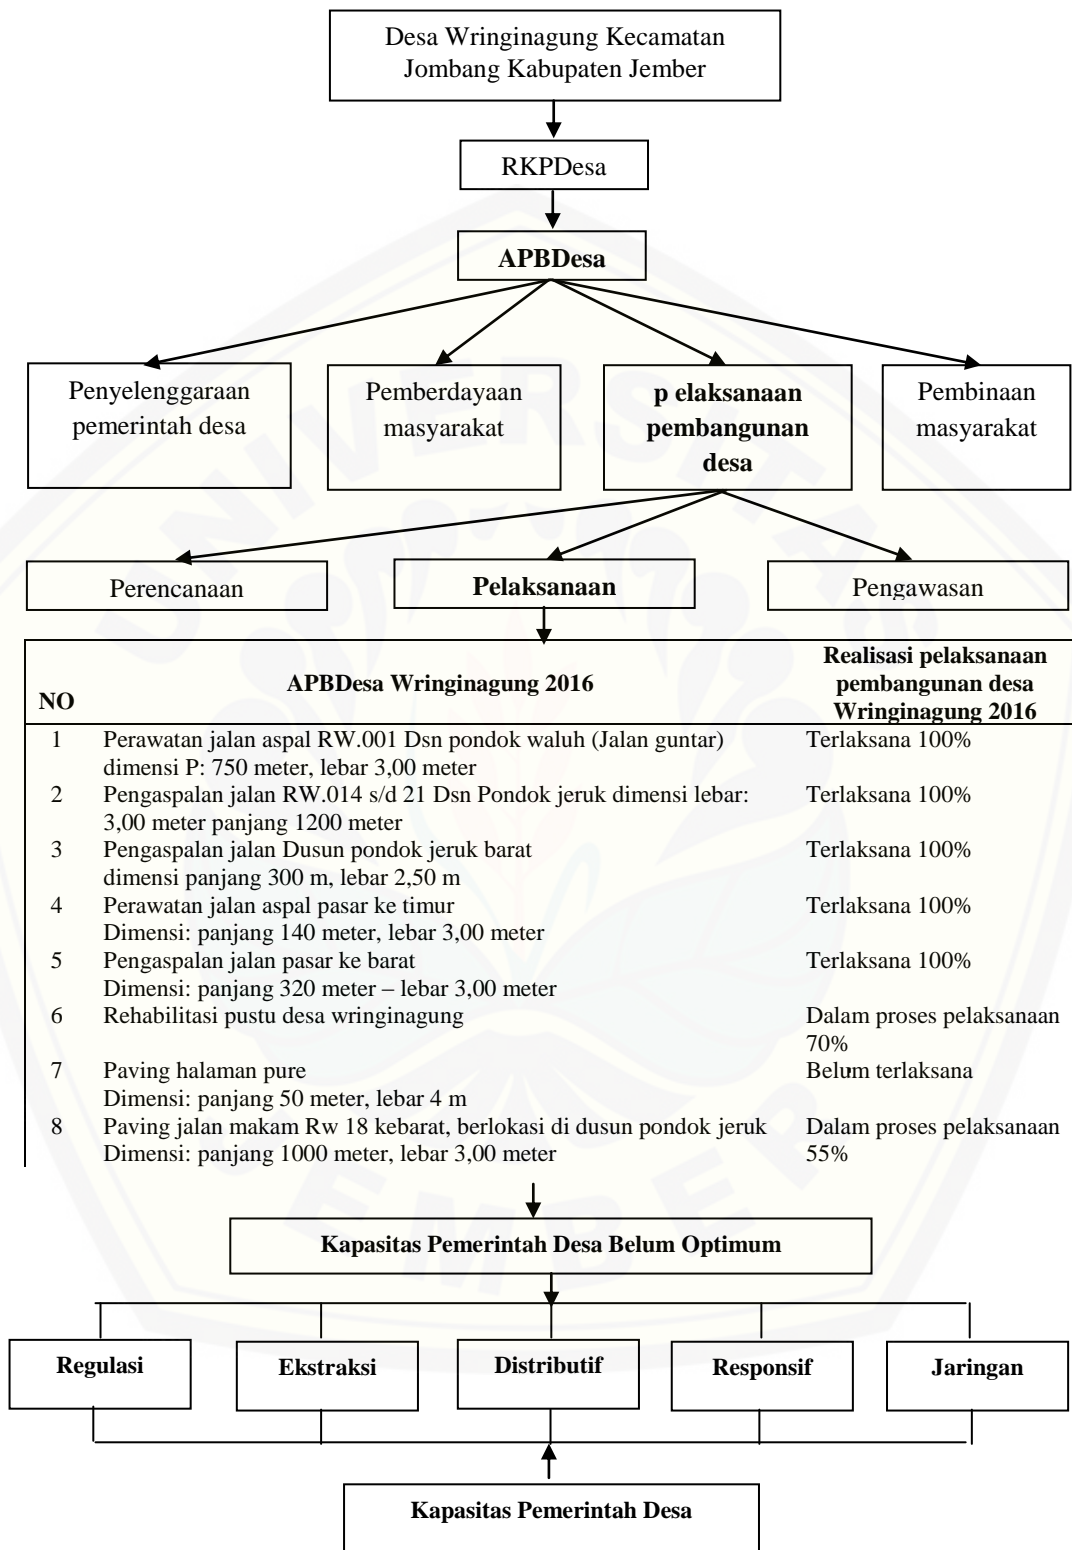 Desa Wringinagung Kecamatan
Jombang Kabupaten Jember
RKPDesa
APBDesa
Penyelenggaraan
pemerintah desa
Pemberdayaan
masyarakat
p elaksanaan
pembangunan
desa
Pembinaan
masyarakat
Perencanaan
Pelaksanaan
Pengawasan
NO
APBDesa Wringinagung 2016
Realisasi pelaksanaan
pembangunan desa
Wringinagung 2016
1 Perawatan jalan aspal RW.001 Dsn pondok waluh (Jalan guntar) Terlaksana 100%
dimensi P: 750 meter, lebar 3,00 meter
2 Pengaspalan jalan RW.014 s/d 21 Dsn Pondok jeruk dimensi lebar: Terlaksana 100%
3,00 meter panjang 1200 meter
3 Pengaspalan jalan Dusun pondok jeruk barat Terlaksana 100%
dimensi panjang 300 m, lebar 2,50 m
4 Perawatan jalan aspal pasar ke timur Terlaksana 100%
Dimensi: panjang 140 meter, lebar 3,00 meter
5 Pengaspalan jalan pasar ke barat Terlaksana 100%
Dimensi: panjang 320 meter – lebar 3,00 meter
6 Rehabilitasi pustu desa wringinagung Dalam proses pelaksanaan
70%
7 Paving halaman pure Belum terlaksana
Dimensi: panjang 50 meter, lebar 4 m
8 Paving jalan makam Rw 18 kebarat, berlokasi di dusun pondok jeruk Dalam proses pelaksanaan
Dimensi: panjang 1000 meter, lebar 3,00 meter 55%
Kapasitas Pemerintah Desa Belum Optimum
Regulasi
Ekstraksi
Distributif
Responsif
Jaringan
Kapasitas Pemerintah Desa
UNIVERSITAS
JEMBER